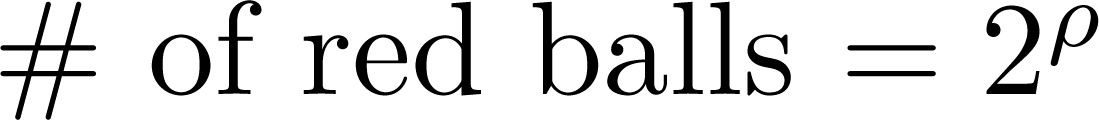 # of red balls = 2^ρ